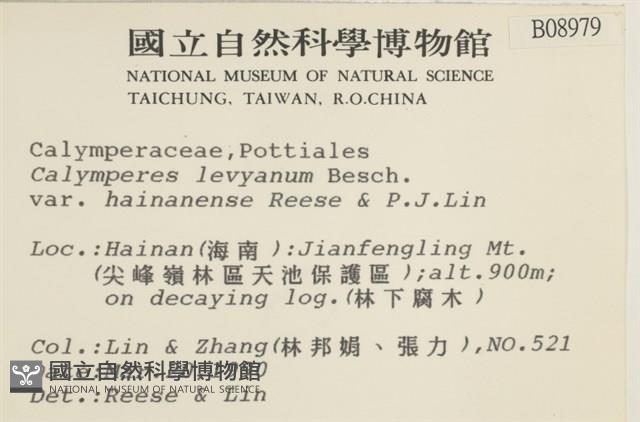 B08979
國立自然科學博物館
NATIONAL MUSEUM OF NATURAL SCIENCE
TAICHUNG, TAIWAN, R.O.CHINA
Calymperaceae,Pottiales
Calymperes levyanum Besch.
var. hainanense Reese & P.J.Lin
Loc.:Hainan(海南):Jianfengling Mt.
(尖峰嶺林區天池保護區);alt.900m;
on decaying log.(林下腐木)
Col.:Lin & Zhang(林邦娟、張力),NO.521
國立自然科學博物館
NATIONAL MUSEUM OF NATURAL SCIENCE
Det.:Reese & Lin